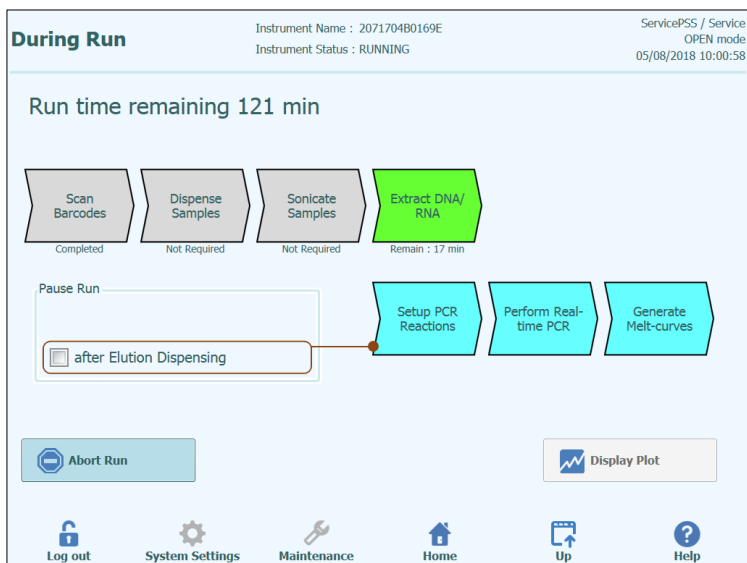 During Run
Instrument Name : 2071704B0169E
Instrument Status : RUNNING
ServicePSS / Service
OPEN mode
05/08/2018 10:00:58
Run time remaining 121 min
Scan
Barcodes
Completed
Dispense
Samples
Not Required
Sonicate
Samples
Not Required
Extract DNA/
RNA
Remain : 17 min
Pause Run
after Elution Dispensing
Setup PCR
Reactions
Perform Real-
time PCR
Generate
Melt-curves
Abort Run
Display Plot
Log out
System Settings
Maintenance
Home
Up
Help